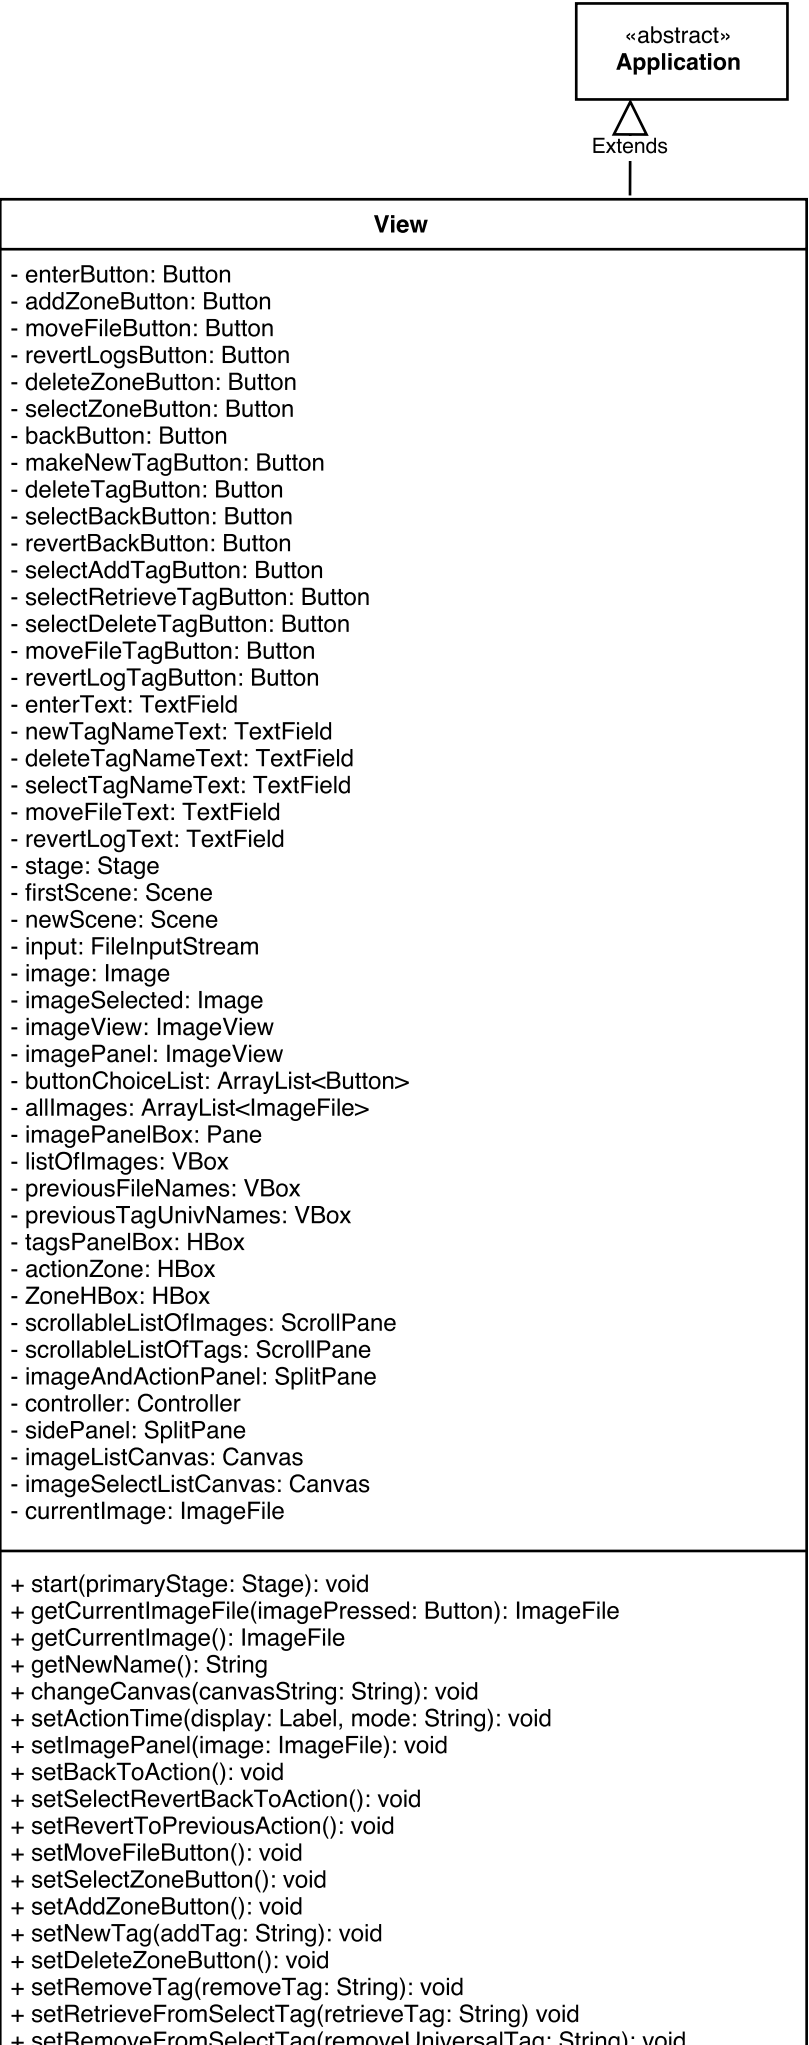 «abstract»
Application
Extends
View
- enterButton: Button
- addZoneButton: Button
- moveFileButton: Button
- revertLogsButton: Button
- deleteZoneButton: Button
- selectZoneButton: Button
- backButton: Button
- makeNewTagButton: Button
- deleteTagButton: Button
- selectBackButton: Button
- revertBackButton: Button
- selectAddTagButton: Button
- selectRetrieveTagButton: Button
- selectDeleteTagButton: Button
- moveFileTagButton: Button
- revertLogTagButton: Button
- enterText: TextField
- newTagNameText: TextField
- deleteTagNameText: TextField
- selectTagNameText: TextField
- moveFileText: TextField
- revertLogText: TextField
- stage: Stage
- firstScene: Scene
- newScene: Scene
- input: FileInputStream
- image: Image
- imageSelected: Image
- imageView: ImageView
- imagePanel: ImageView
- buttonChoiceList: ArrayList<Button>
- allImages: ArrayList<ImageFile>
- imagePanelBox: Pane
- listOfImages: VBox
- previousFileNames: VBox
- previousTagUnivNames: VBox
- tagsPanelBox: HBox
- actionZone: HBox
- ZoneHBox: HBox
- scrollableListOfImages: ScrollPane
- scrollableListOfTags: ScrollPane
- imageAndActionPanel: SplitPane
- controller: Controller
- sidePanel: SplitPane
- imageListCanvas: Canvas
- imageSelectListCanvas: Canvas
- currentImage: ImageFile
+ start(primaryStage: Stage): void
+ getCurrentImageFile(imagePressed: Button): ImageFile
+ getCurrentImage(): ImageFile
+ getNewName(): String
+ changeCanvas(canvasString: String): void
+ setActionTime(display: Label, mode: String): void
+ setImagePanel(image: ImageFile): void
+ setBackToAction(): void
+ setSelectRevertBackToAction(): void
+ setRevertToPreviousAction(): void
+ setMoveFileButton(): void
+ setSelectZoneButton(): void
+ setAddZoneButton(): void
+ setNewTag(addTag: String): void
+ setDeleteZoneButton(): void
+ setRemoveTag(removeTag: String): void
+ setRetrieveFromSelectTag(retrieveTag: String) void
+ setRemoveFromSelectTag(removeUniversalTag: String): void